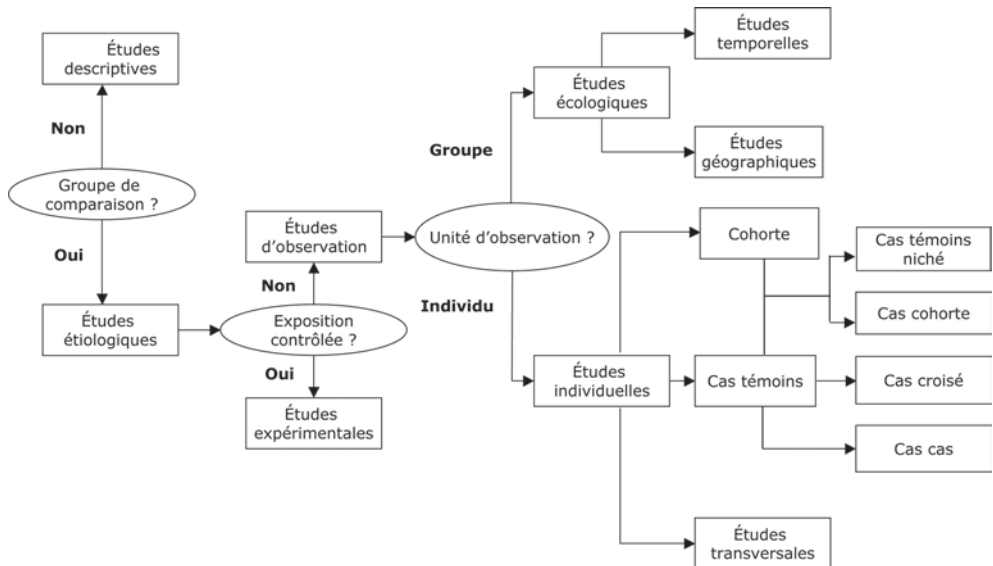 Études
descriptives
Non
Groupe de
comparaison ?
Oui
Études
étiologiques
Études
d'observation
Non
Exposition
contrôlée ?
Oui
Études
expérimentales
Unité d'observation ?
Groupe
Individu
Études
écologiques
Études
temporelles
Études
géographiques
Études
individuelles
Cohorte
Cas témoins
Études
transversales
Cas témoins
niché
Cas cohorte
Cas croisé
Cas cas